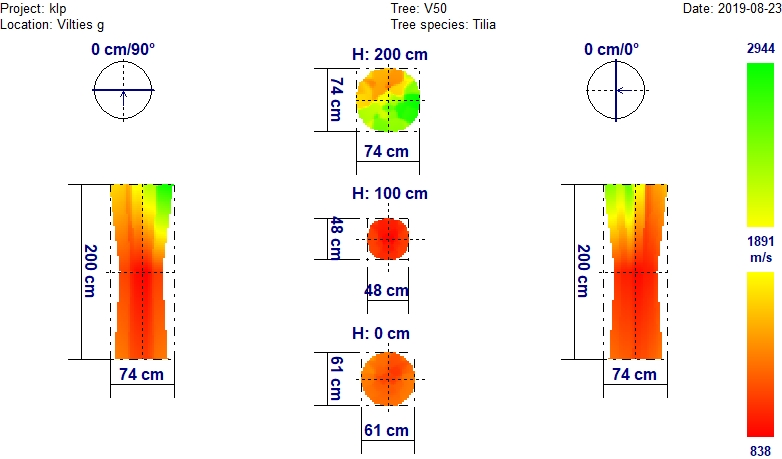 Project: klp
Tree: V50
Date: 2019-08-23
Location: Vilties g
Tree species: Tilia
0 cm/90°
H: 200 cm
0 cm/0°
2944
74 cm
74 cm
H: 100 cm
48 cm
48 cm
200 cm
200 cm
1891
m/s
H: 0 cm
61 cm
61 cm
74 cm
74 cm
838